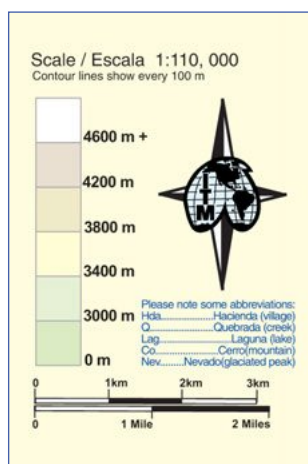 Scale / Escala 1:110, 000
Contour lines show every 100 m
4600 m +
4200 m
3800 m
3400 m
3000 m
0 m
ITM
Please note some abbreviations:
Hda..............Hacienda (village)
Q.................Quebrada (creek)
Lag....................Laguna (lake)
Co.................Cerro(mountain)
Nev.....Nevado(glaciated peak)
0 1km 2km 3km
0 1 Mile 2 Miles